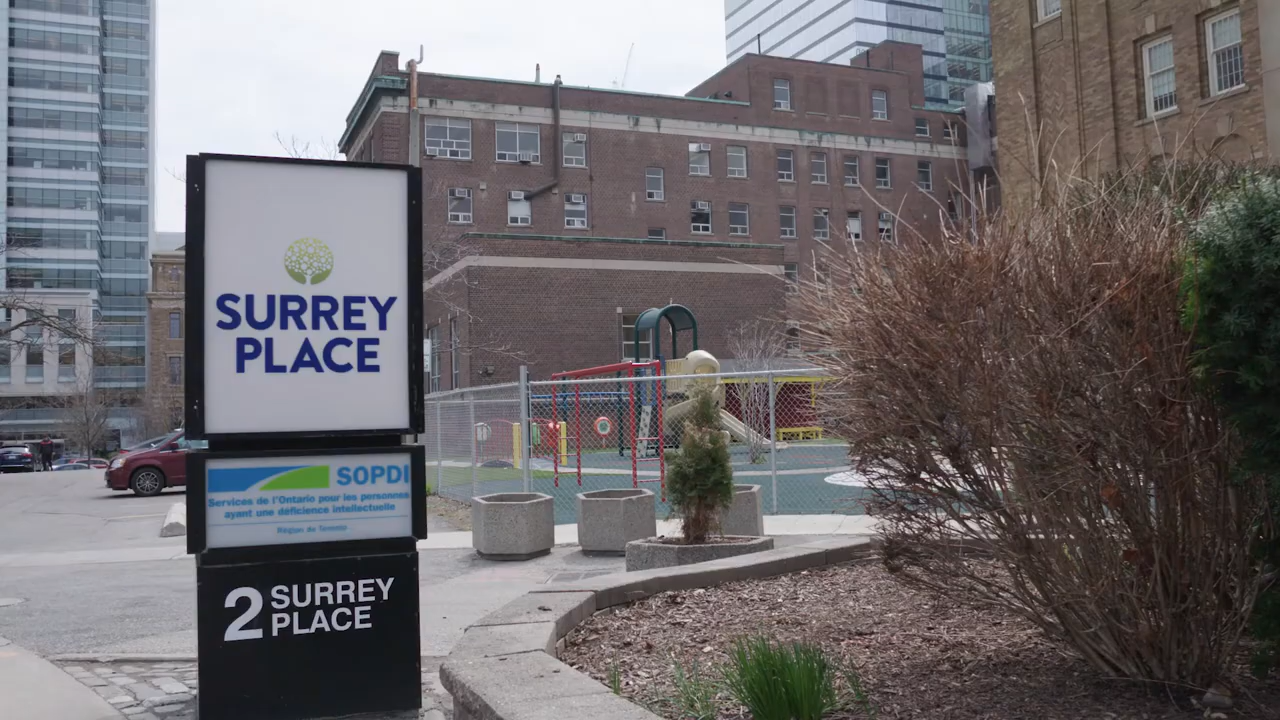 SURREY
PLACE
SOPDI
Services de l'Ontario pour les personnes
ayant une déficience intellectuelle
Région de Toronto
2 SURREY
PLACE